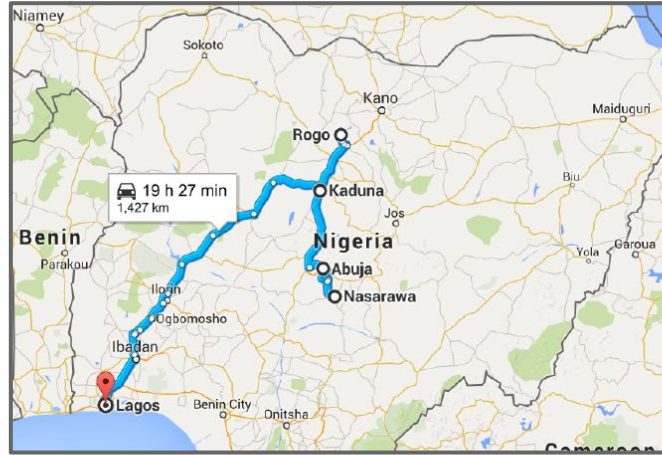 Niamey
Sokoto
Kano
Maiduguri
Rogo
19 h 27 min
1,427 km
Kaduna
Biu
Jos
Benin
Nigeria
Garoua
Parakou
Yola
Abuja
Ilorin
Nasarawa
Ogbomosho
Ibadan
Lagos
Benin City
Onitsha